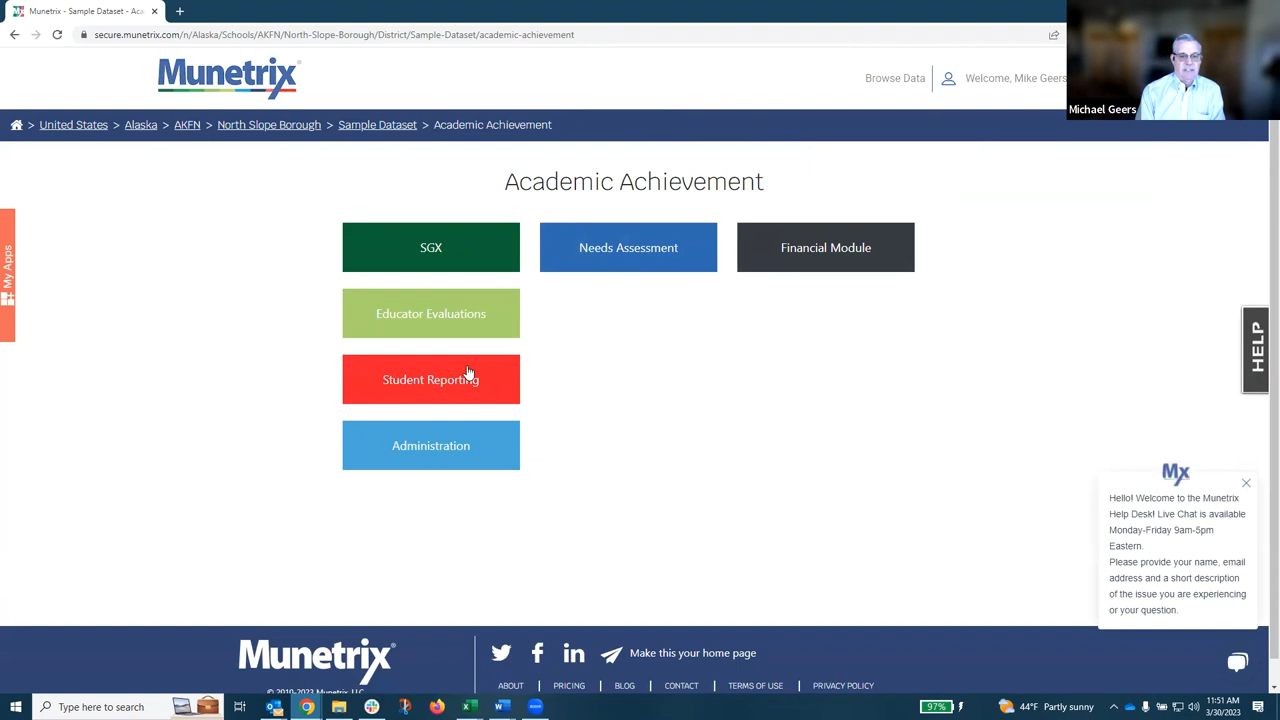 Munetrix - Sample Dataset - Aca
secure.munetrix.com/n/Alaska/Schools/AKFN/North-Slope-Borough/District/Sample-Dataset/academic-achievement
Munetrix
Browse Data
Welcome, Mike Geers
Michael Geers
> United States > Alaska > AKFN > North Slope Borough > Sample Dataset > Academic Achievement
My Apps
Academic Achievement
SGX
Needs Assessment
Financial Module
Educator Evaluations
Student Reporting
Administration
HELP
Mx
Hello! Welcome to the Munetrix
Help Desk! Live Chat is available
Monday-Friday 9am-5pm
Eastern.
Please provide your name, email
address and a short description
of the issue you are experiencing
or your question.
Munetrix
Make this your home page
© 2010-2023 Munetrix, LLC
ABOUT | PRICING | BLOG | CONTACT | TERMS OF USE | PRIVACY POLICY
Type here to search
97%
44°F Partly sunny
11:51 AM
3/30/2023